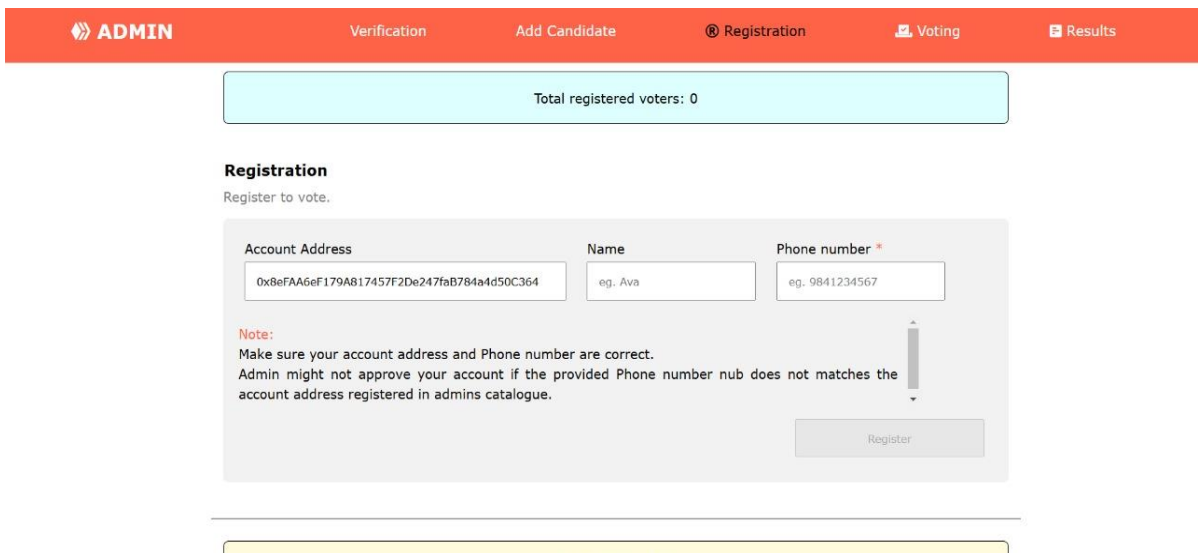 ADMIN Verification Add Candidate ® Registration Voting Results
Total registered voters: 0
Registration
Register to vote.
Account Address Name Phone number *
0x8eFAA6eF179A817457F2De247faB784a4d50C364 eg. Ava eg. 9841234567
Note:
Make sure your account address and Phone number are correct.
Admin might not approve your account if the provided Phone number nub does not matches the
account address registered in admins catalogue.
Register